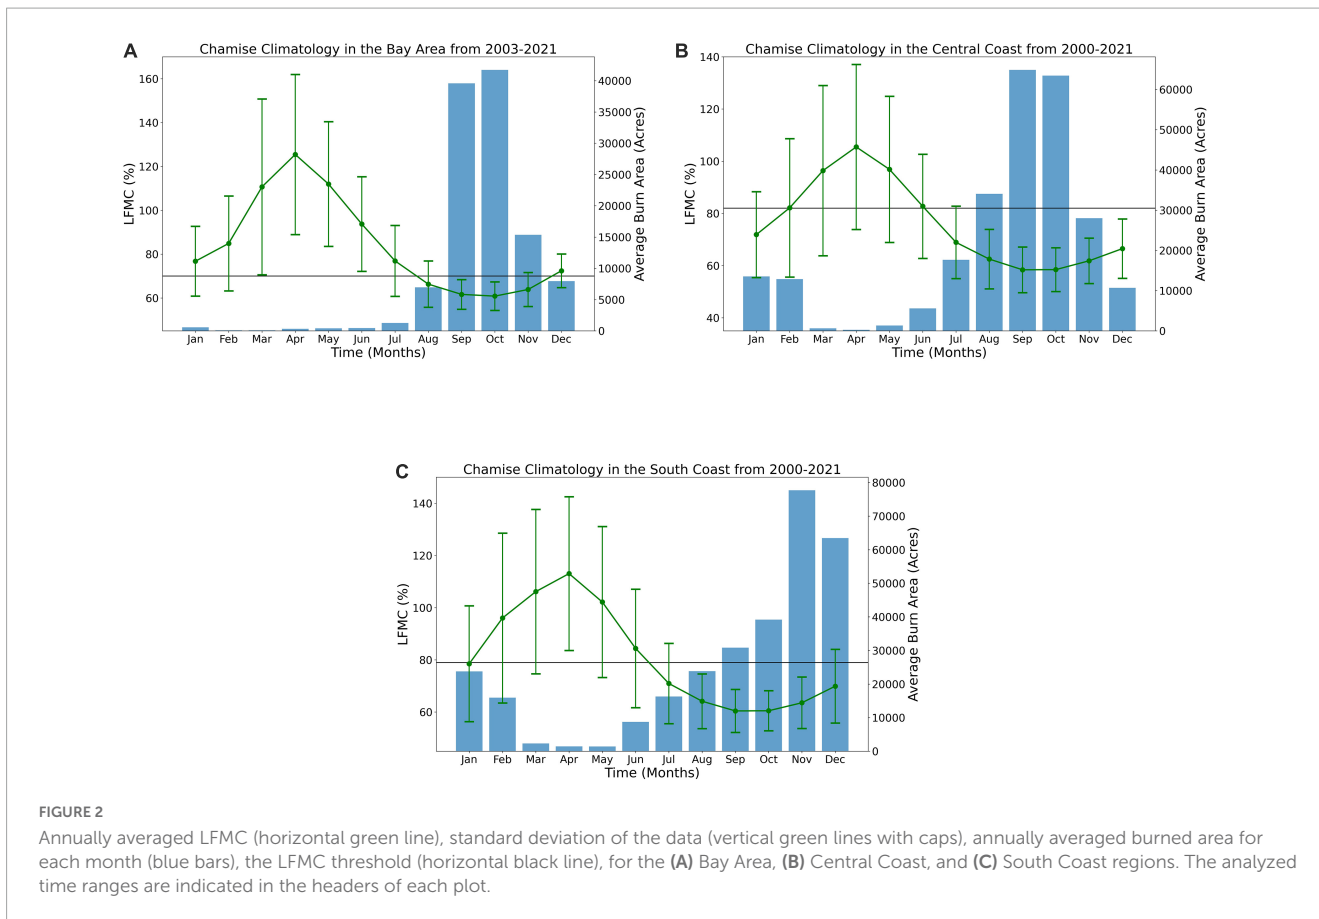 A
Chamise Climatology in the Bay Area from 2003-2021
160
140
120
100
80
60
LFMC (%)
40000
35000
30000
25000
20000
15000
10000
5000
0
Average Burn Area (Acres)
Jan Feb Mar Apr May Jun Jul Aug Sep Oct Nov Dec
Time (Months)
B
Chamise Climatology in the Central Coast from 2000-2021
140
120
100
80
60
40
LFMC (%)
60000
50000
40000
30000
20000
10000
0
Average Burn Area (Acres)
Jan Feb Mar Apr May Jun Jul Aug Sep Oct Nov Dec
Time (Months)
C
Chamise Climatology in the South Coast from 2000-2021
140
120
100
80
60
LFMC (%)
80000
70000
60000
50000
40000
30000
20000
10000
0
Average Burn Area (Acres)
Jan Feb Mar Apr May Jun Jul Aug Sep Oct Nov Dec
Time (Months)
FIGURE 2
Annually averaged LFMC (horizontal green line), standard deviation of the data (vertical green lines with caps), annually averaged burned area for
each month (blue bars), the LFMC threshold (horizontal black line), for the (A) Bay Area, (B) Central Coast, and (C) South Coast regions. The analyzed
time ranges are indicated in the headers of each plot.